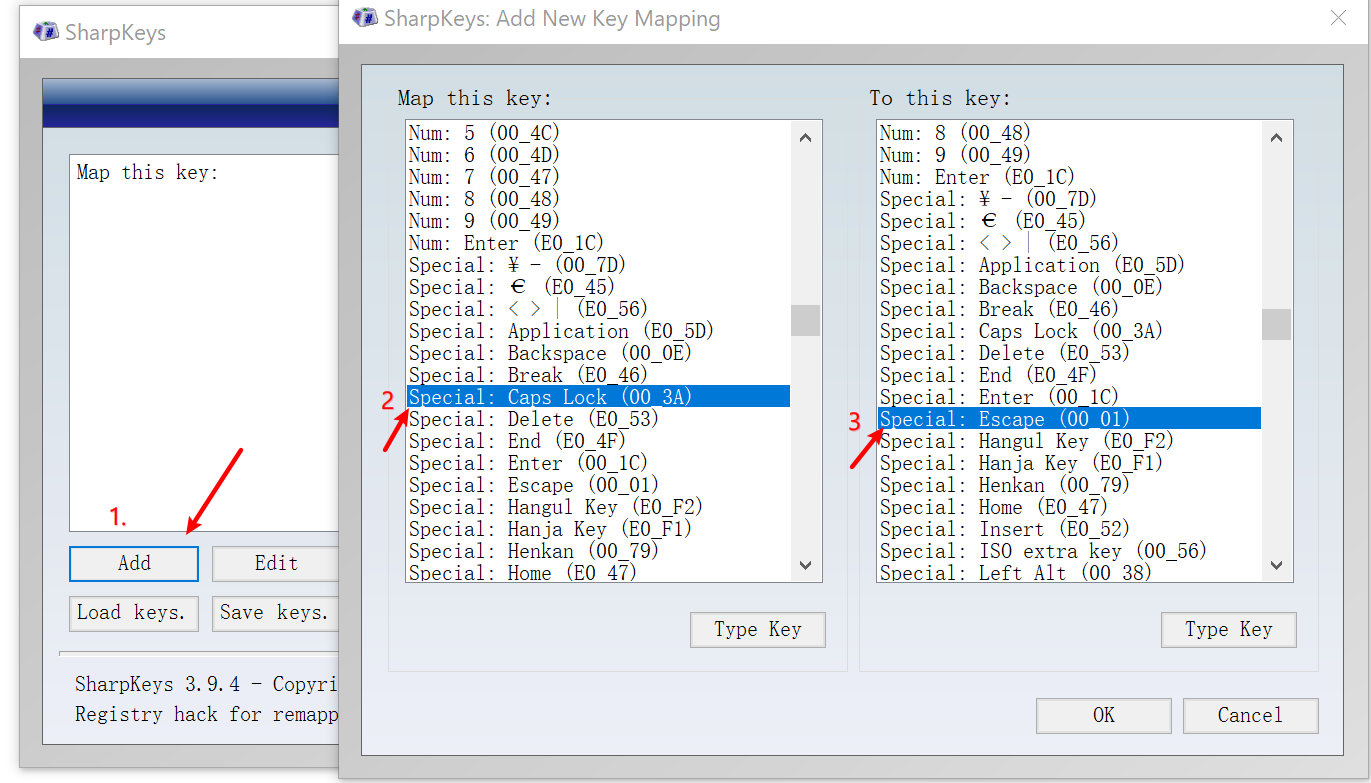 SharpKeys
Map this key:
1.
Add
Edit
Load keys.
Save keys.
SharpKeys 3.9.4 - Copyri
Registry hack for remapp
SharpKeys: Add New Key Mapping
Map this key:
Num: 5 (00_4C)
Num: 6 (00_4D)
Num: 7 (00_47)
Num: 8 (00_48)
Num: 9 (00_49)
Num: Enter (E0_1C)
Special: ¥ - (00_7D)
Special: € (E0_45)
Special: < > | (E0_56)
Special: Application (E0_5D)
Special: Backspace (00_0E)
Special: Break (E0_46)
2
Special: Caps Lock (00_3A)
Special: Delete (E0_53)
Special: End (E0_4F)
Special: Enter (00_1C)
Special: Escape (00_01)
Special: Hangul Key (E0_F2)
Special: Hanja Key (E0_F1)
Special: Henkan (00_79)
Special: Home (E0_47)
Type Key
To this key:
Num: 8 (00_48)
Num: 9 (00_49)
Num: Enter (E0_1C)
Special: ¥ - (00_7D)
Special: € (E0_45)
Special: < > | (E0_56)
Special: Application (E0_5D)
Special: Backspace (00_0E)
Special: Break (E0_46)
Special: Caps Lock (00_3A)
Special: Delete (E0_53)
Special: End (E0_4F)
Special: Enter (00_1C)
3
Special: Escape (00_01)
Special: Hangul Key (E0_F2)
Special: Hanja Key (E0_F1)
Special: Henkan (00_79)
Special: Home (E0_47)
Special: Insert (E0_52)
Special: ISO extra key (00_56)
Special: Left Alt (00_38)
Type Key
OK
Cancel